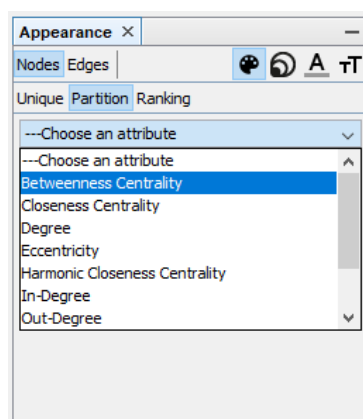 Appearance
Nodes Edges A TT
Unique Partition Ranking
---Choose an attribute
---Choose an attribute
Betweenness Centrality
Closeness Centrality
Degree
Eccentricity
Harmonic Closeness Centrality
In-Degree
Out-Degree